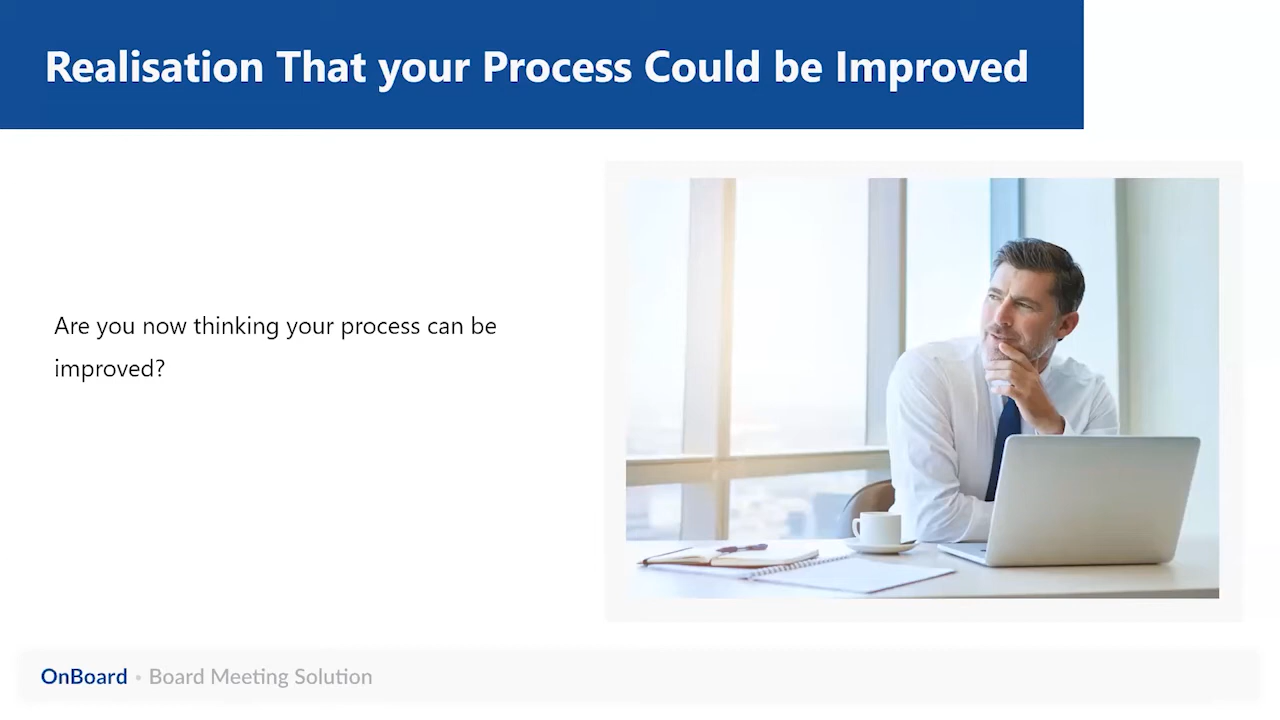 Realisation That your Process Could be Improved
Are you now thinking your process can be
improved?
OnBoard • Board Meeting Solution